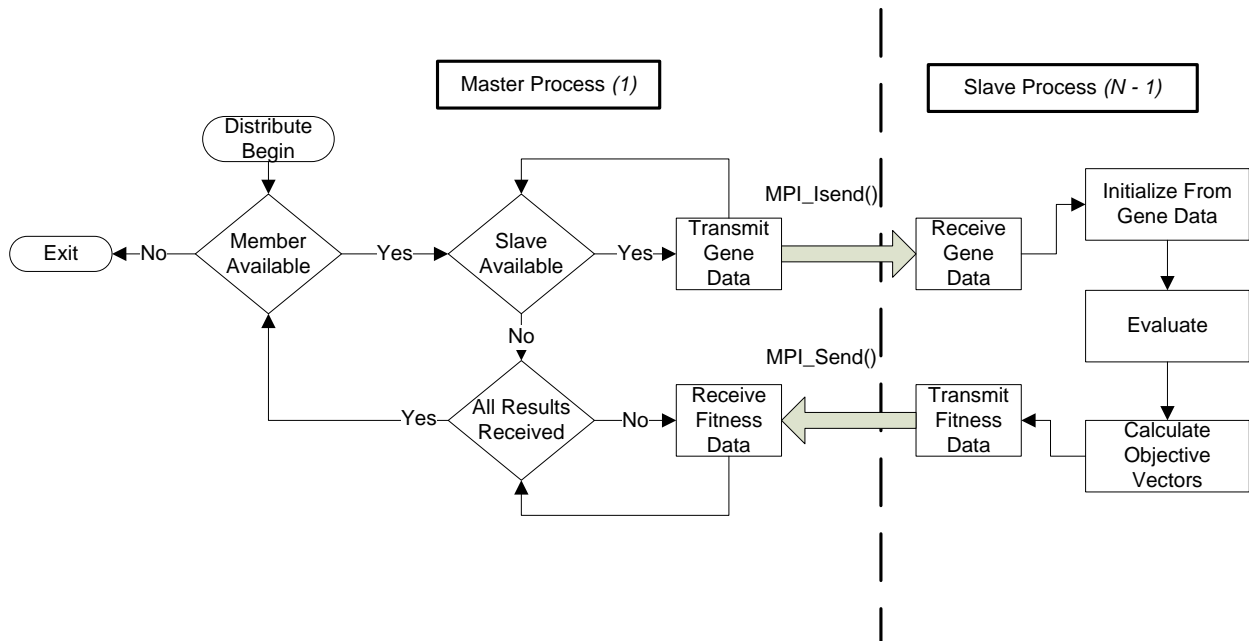 Master Process (1)
Slave Process (N - 1)
Distribute
Begin
MPI_Isend()
Initialize From
Gene Data
Exit
No
Member
Available
Yes
Slave
Available
Yes
Transmit
Gene
Data
Receive
Gene
Data
Evaluate
No
MPI_Send()
Yes
All Results
Received
No
Receive
Fitness
Data
Transmit
Fitness
Data
Calculate
Objective
Vectors